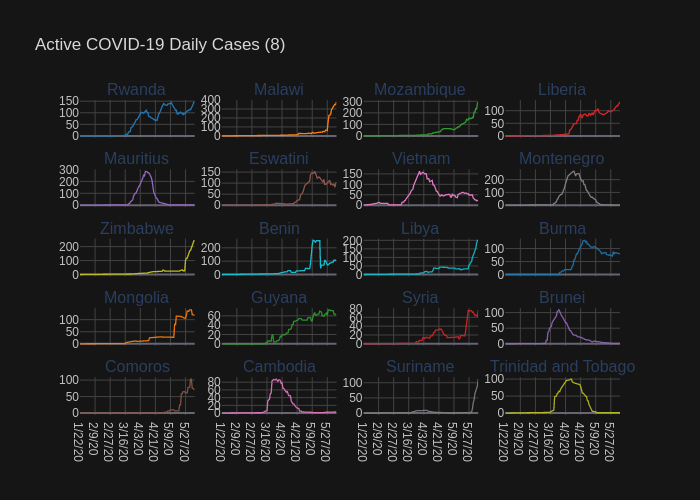 Active COVID-19 Daily Cases (8)
Rwanda Malawi Mozambique Liberia
150 100 50 0
400 300 200 100 0
300 200 100 0
100 50 0
Mauritius Eswatini Vietnam Montenegro
300 200 100 0
150 100 50 0
150 100 50 0
200 100 0
Zimbabwe Benin Libya Burma
200 100 0
200 100 0
200 150 100 50 0
100 50 0
Mongolia Guyana Syria Brunei
100 50 0
60 40 20 0
80 60 40 20 0
100 50 0
Comoros Cambodia Suriname Trinidad and Tobago
100 50 0
80 60 40 20 0
100 50 0
100 50 0
1/22/20 2/9/20 2/27/20 3/16/20 4/3/20 4/21/20 5/9/20 5/27/20
1/22/20 2/9/20 2/27/20 3/16/20 4/3/20 4/21/20 5/9/20 5/27/20
1/22/20 2/9/20 2/27/20 3/16/20 4/3/20 4/21/20 5/9/20 5/27/20
1/22/20 2/9/20 2/27/20 3/16/20 4/3/20 4/21/20 5/9/20 5/27/20